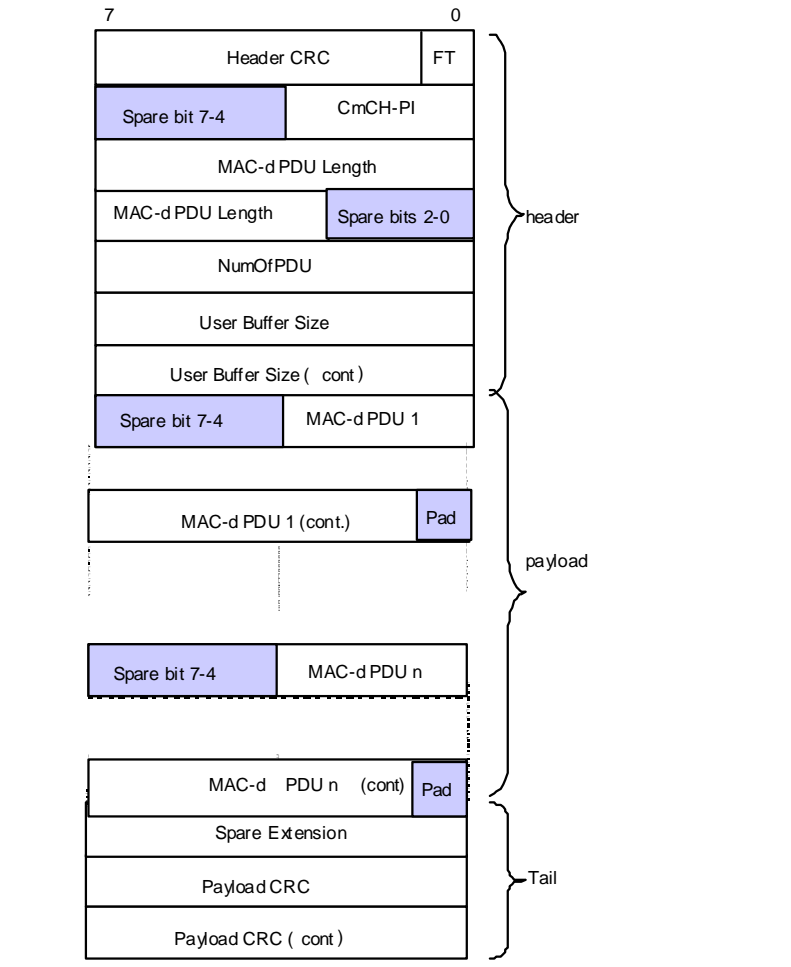 7 0
Header CRC FT
Spare bit 7-4 CmCH-PI
MAC-d PDU Length
MAC-d PDU Length Spare bits 2-0
header
NumOfPDU
User Buffer Size
User Buffer Size ( cont )
Spare bit 7-4 MAC-d PDU 1
MAC-d PDU 1 (cont.) Pad
payload
Spare bit 7-4 MAC-d PDU n
MAC-d PDU n (cont) Pad
Spare Extension
Tail
Payload CRC
Payload CRC ( cont )